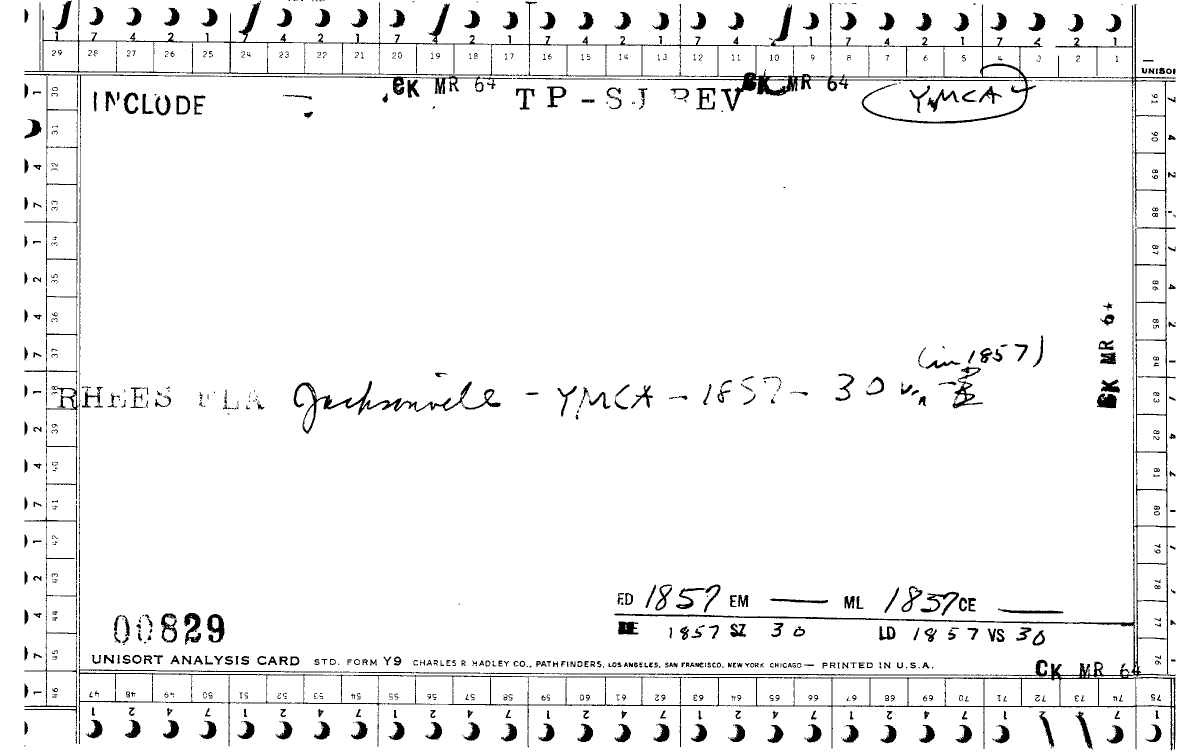 1 7 4 2 1 7 4 2 1 7 4 2 1 7 4 2 1 7 4 2 1 7 4 2 1 7 4 2 1
29 28 27 26 25 24 23 22 21 20 19 18 17 16 15 14 13 12 11 10 9 8 7 6 5 4 3 2 1
INCLUDE CK MR 64 TP-SJ REV CK MR 64 YMCA
(in 1857)
RHEES FLA Jacksonville - YMCA - 1857 - 30 v.
CK MR 64
FD 1857 EM — ML 1857 CE —
DE 1857 SZ 30 LD 1857 VS 30
00829
UNISORT ANALYSIS CARD STD. FORM Y9 CHARLES R HADLEY CO., PATHFINDERS, LOS ANGELES, SAN FRANCISCO, NEW YORK CHICAGO — PRINTED IN U.S.A.
CK MR 64
30 31 32 33 34 35 36 37 38 39 40 41 42 43 44 45 46
91 90 89 88 87 86 85 84 83 82 81 80 79 78 77 76
47 48 49 50 51 52 53 54 55 56 57 58 59 60 61 62 63 64 65 66 67 68 69 70 71 72 73 74 75
1 2 4 7 1 2 4 7 1 2 4 7 1 2 4 7 1 2 4 7 1 2 4 7 1 2 4 7 1